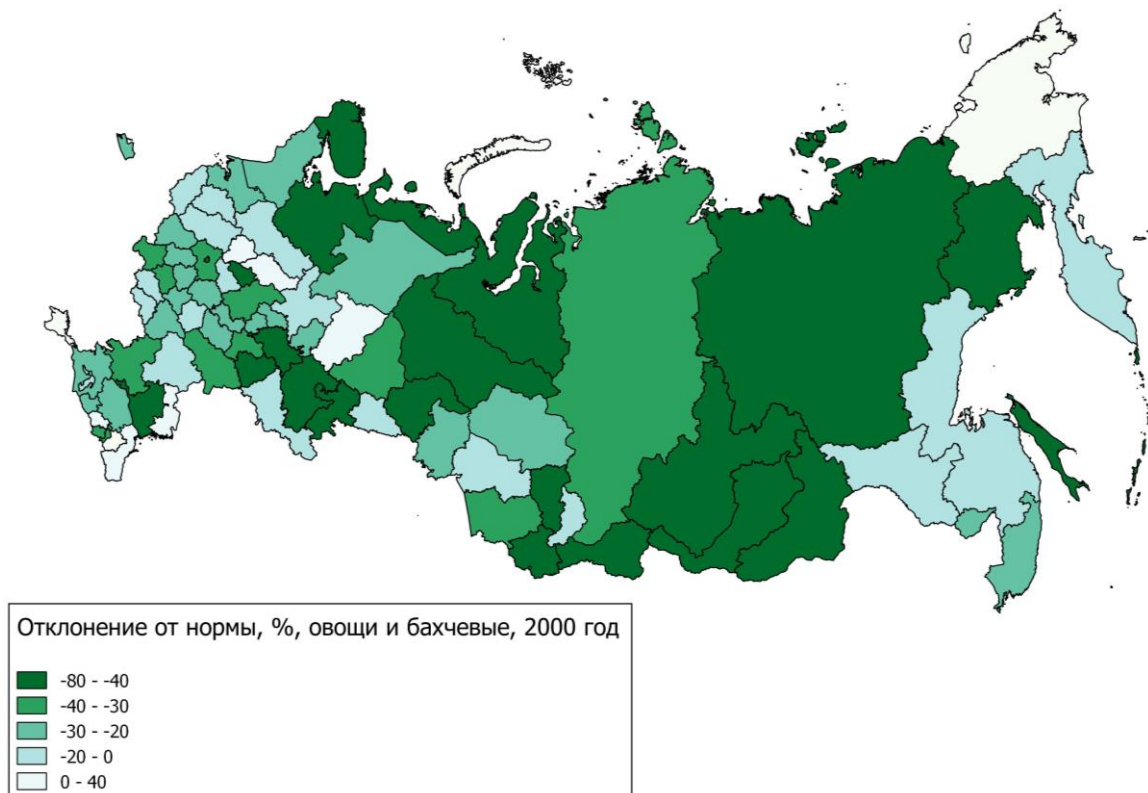 Отклонение от нормы, %, овощи и бахчевые, 2000 год
-80 - -40
-40 - -30
-30 - -20
-20 - 0
0 - 40